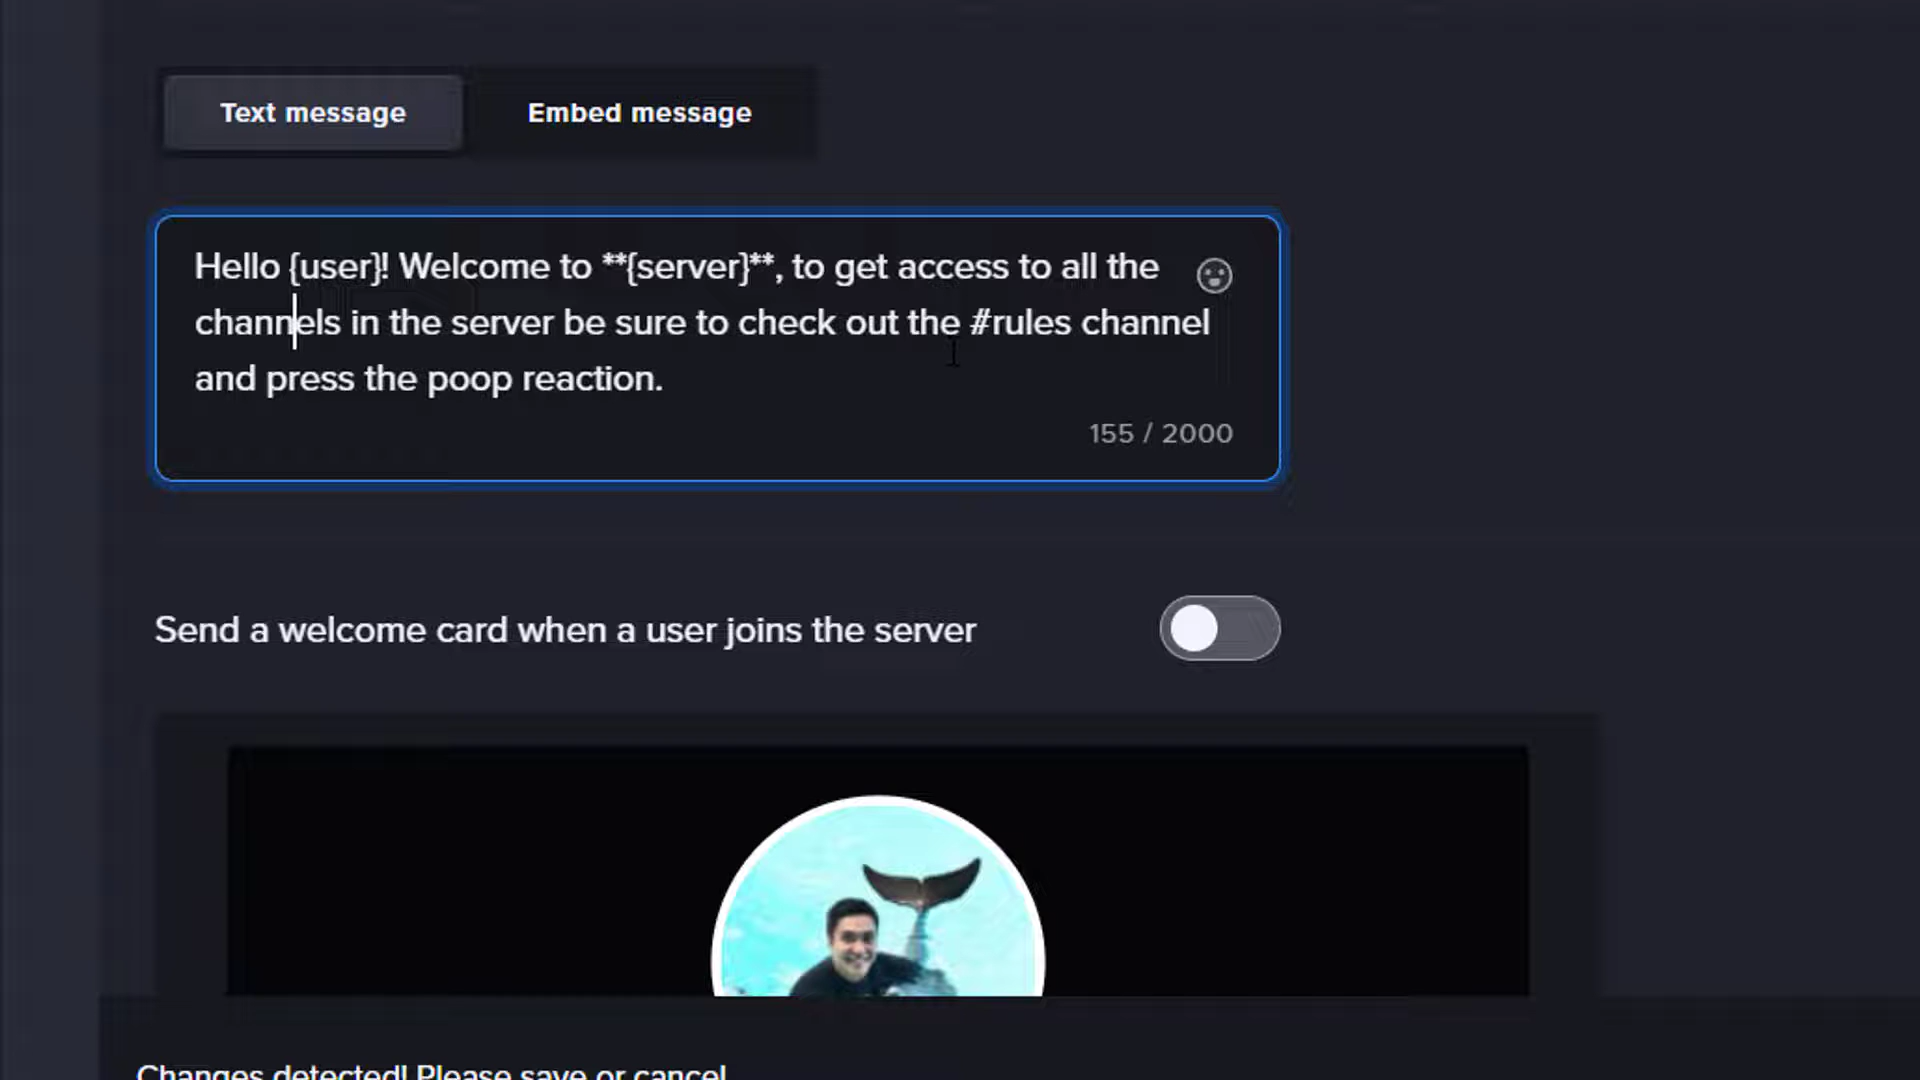 Text message
Embed message
Hello {user}! Welcome to **{server}**, to get access to all the
channels in the server be sure to check out the #rules channel
and press the poop reaction.
155 / 2000
Send a welcome card when a user joins the server
Changes detected! Please save or cancel